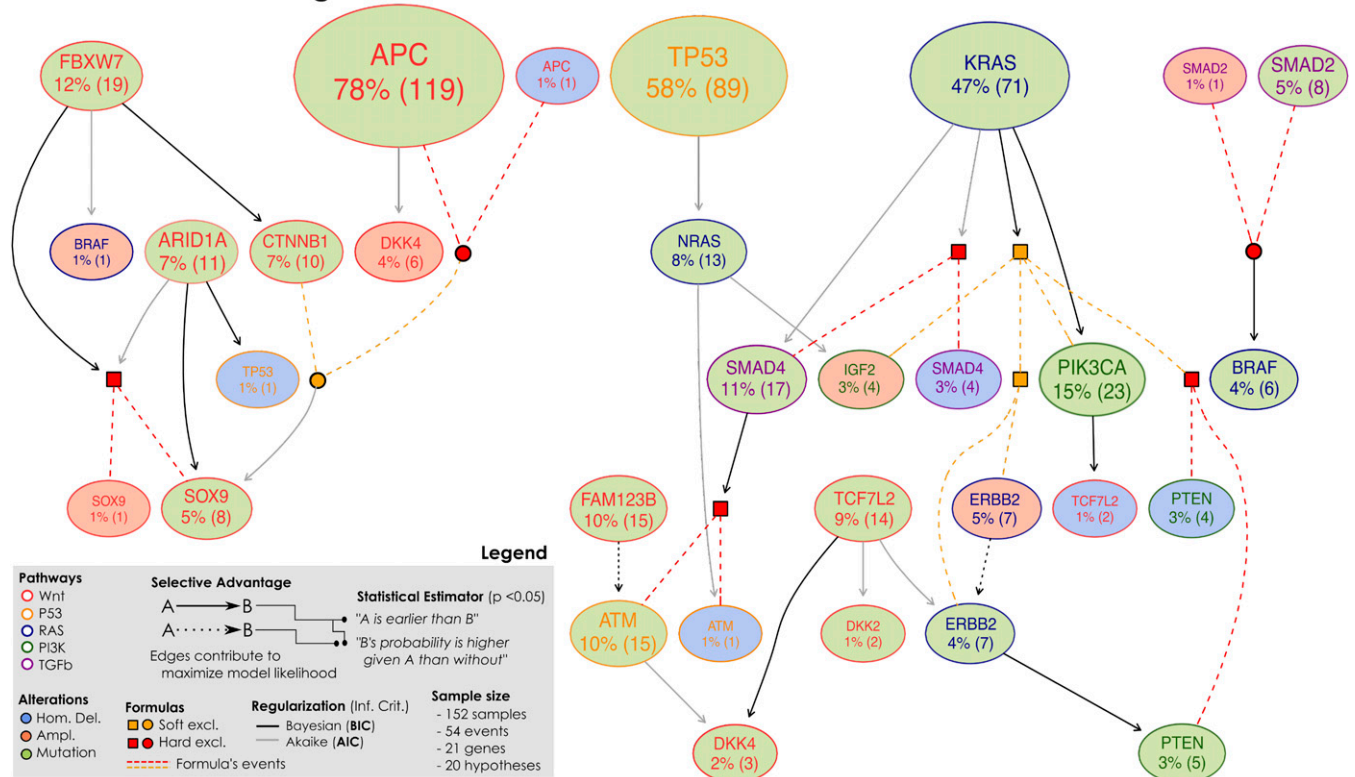 FBXW7
12% (19)
APC
78% (119)
APC
1% (1)
TP53
58% (89)
KRAS
47% (71)
SMAD2
1% (1)
SMAD2
5% (8)
BRAF
1% (1)
ARID1A
7% (11)
CTNNB1
7% (10)
DKK4
4% (6)
NRAS
8% (13)
TP53
1% (1)
SMAD4
11% (17)
IGF2
3% (4)
SMAD4
3% (4)
PIK3CA
15% (23)
BRAF
4% (6)
SOX9
1% (1)
SOX9
5% (8)
FAM123B
10% (15)
TCF7L2
9% (14)
ERBB2
5% (7)
TCF7L2
1% (2)
PTEN
3% (4)
ATM
10% (15)
ATM
1% (1)
DKK2
1% (2)
ERBB2
4% (7)
DKK4
2% (3)
PTEN
3% (5)
Legend
Pathways
Wnt
P53
RAS
PI3K
TGFb
Selective Advantage
A B
A B
Edges contribute to
maximize model likelihood
Statistical Estimator (p <0.05)
"A is earlier than B"
"B's probability is higher
given A than without"
Alterations
Hom. Del.
Ampl.
Mutation
Formulas
Soft excl.
Hard excl.
Formula's events
Regularization (Inf. Crit.)
Bayesian (BIC)
Akaike (AIC)
Sample size
- 152 samples
- 54 events
- 21 genes
- 20 hypotheses